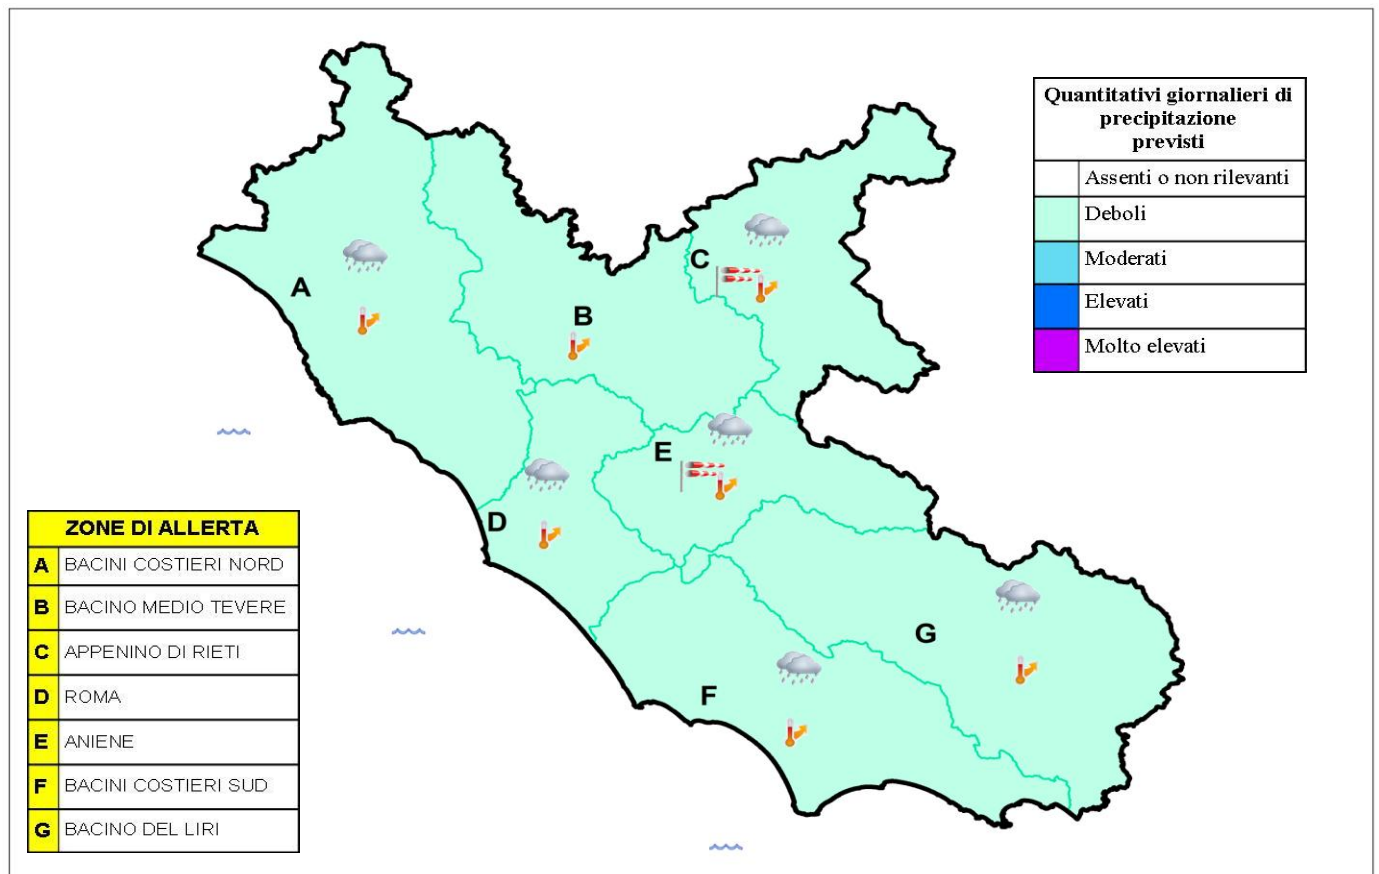 Quantitativi giornalieri di
precipitazione
previsti
Assenti o non rilevanti
Deboli
Moderati
Elevati
Molto elevati
C
A
B
E
D
G
F
ZONE DI ALLERTA
A BACINI COSTIERI NORD
B BACINO MEDIO TEVERE
C APPENINO DI RIETI
D ROMA
E ANIENE
F BACINI COSTIERI SUD
G BACINO DEL LIRI